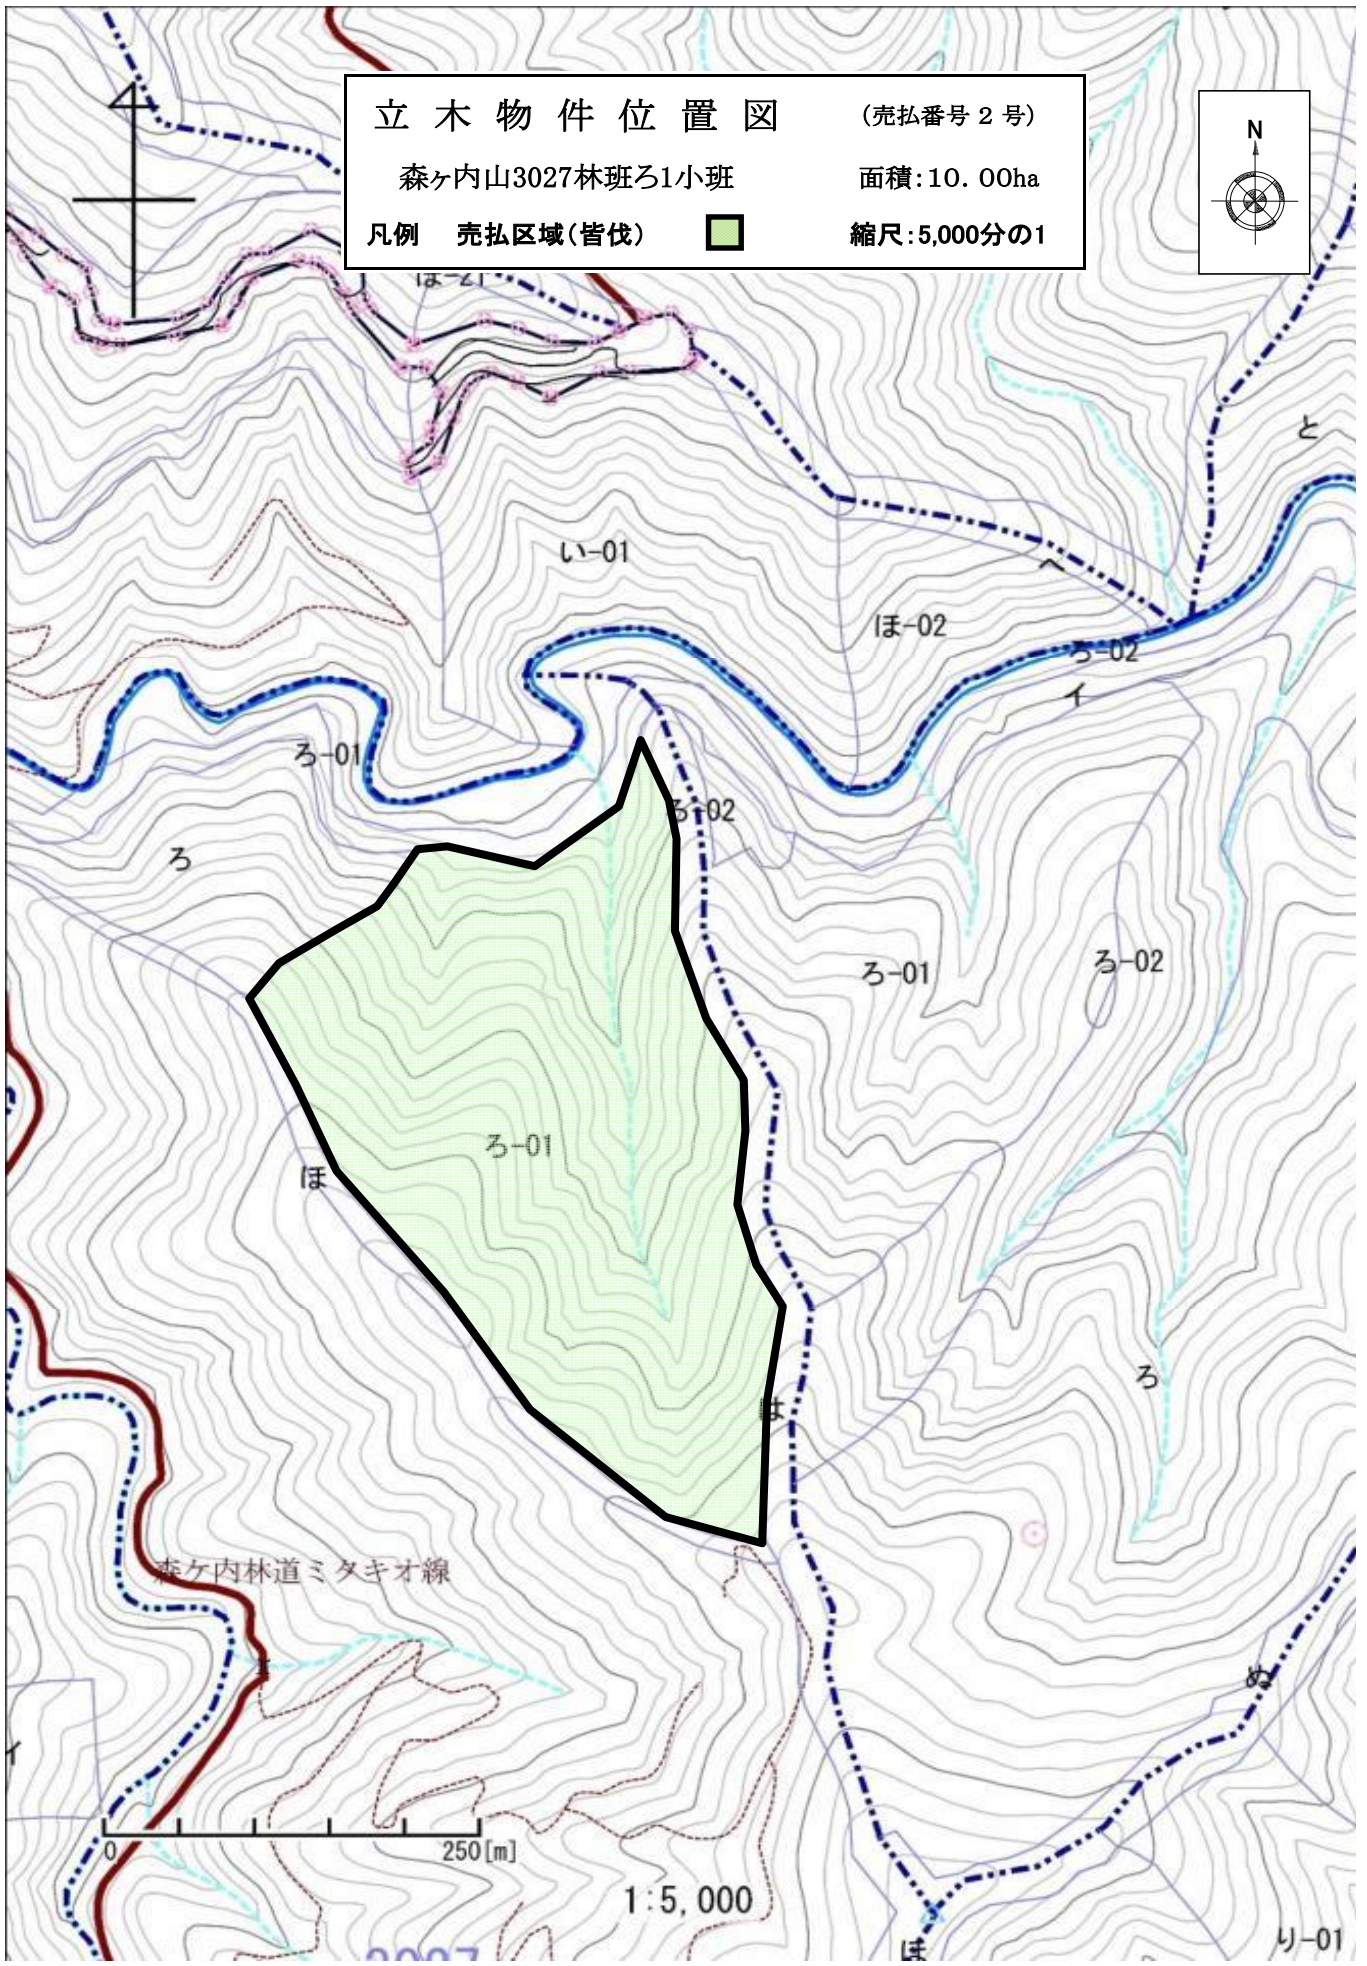 立木物件位置図 (売払番号 2 号)
森ヶ内山3027林班ろ1小班 面積:10.00ha
凡例 売払区域(皆伐) 縮尺:5,000分の1
N
と
い-01
へ
ほ-02
ろ-02
イ
ろ-01
ろ-02
ろ
ろ-01
ろ-02
ろ-01
ほ
ろ
は
森ケ内林道ミタキオ線
ぬ
イ
0 250[m]
1:5,000
ほ
り-01